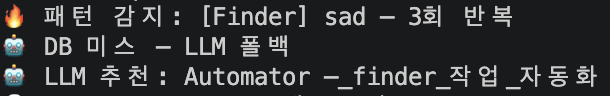 🔥 패턴 감지: [Finder] sad — 3회 반복
🤖 DB 미스 — LLM 폴백
🤖 LLM 추천: Automator —_finder_작업_자동화